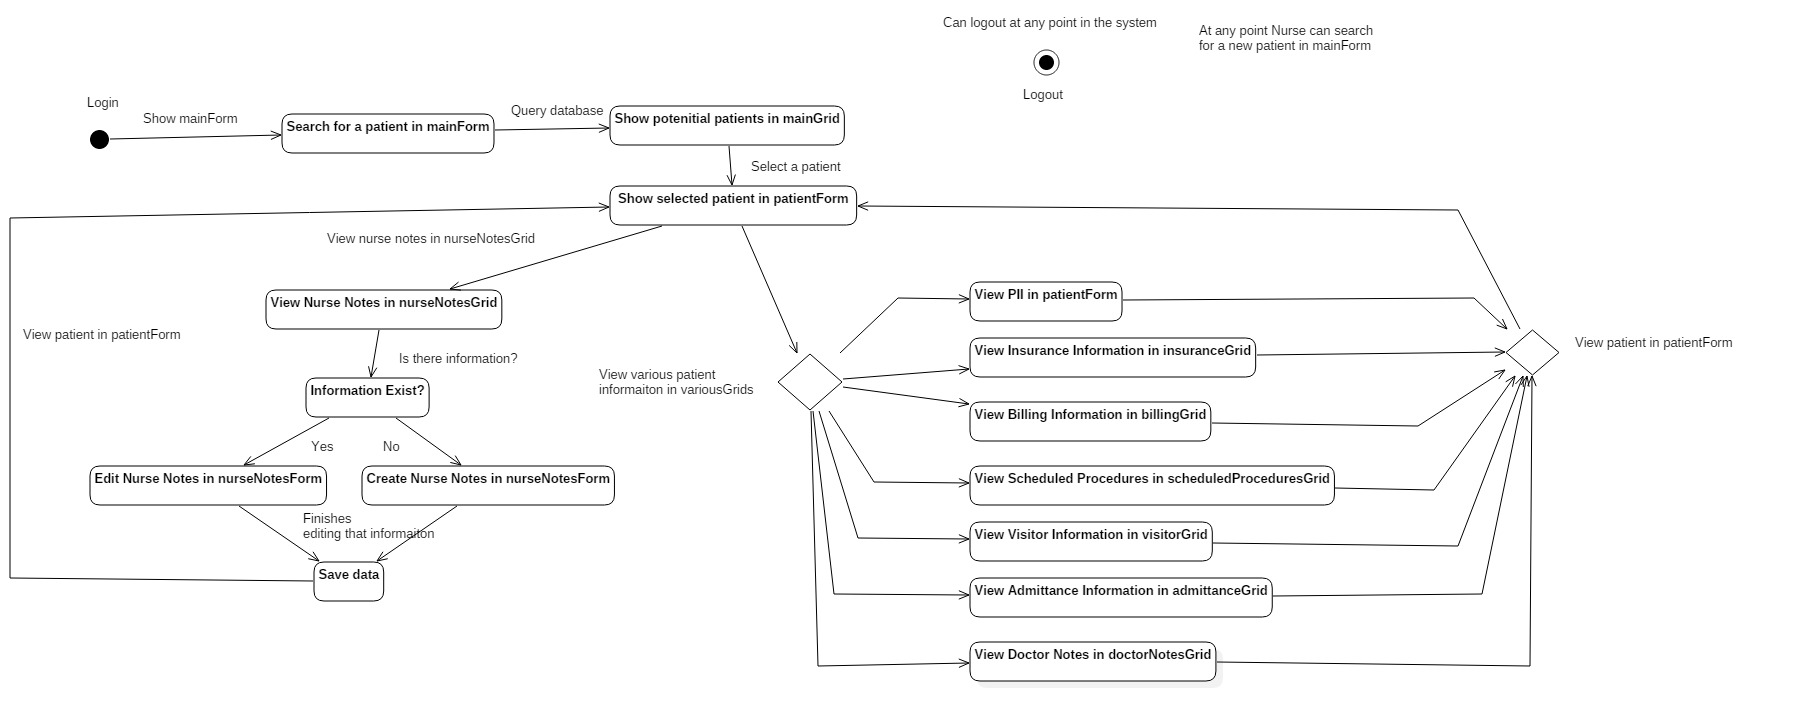 Can logout at any point in the system
At any point Nurse can search
for a new patient in mainForm
Logout
Login
Show mainForm
Search for a patient in mainForm
Query database
Show potenitial patients in mainGrid
Select a patient
Show selected patient in patientForm
View nurse notes in nurseNotesGrid
View Nurse Notes in nurseNotesGrid
View patient in patientForm
Is there information?
Information Exist?
Yes
No
Edit Nurse Notes in nurseNotesForm
Create Nurse Notes in nurseNotesForm
Finishes
editing that informaiton
Save data
View various patient
informaiton in variousGrids
View PII in patientForm
View Insurance Information in insuranceGrid
View Billing Information in billingGrid
View Scheduled Procedures in scheduledProceduresGrid
View Visitor Information in visitorGrid
View Admittance Information in admittanceGrid
View Doctor Notes in doctorNotesGrid
View patient in patientForm